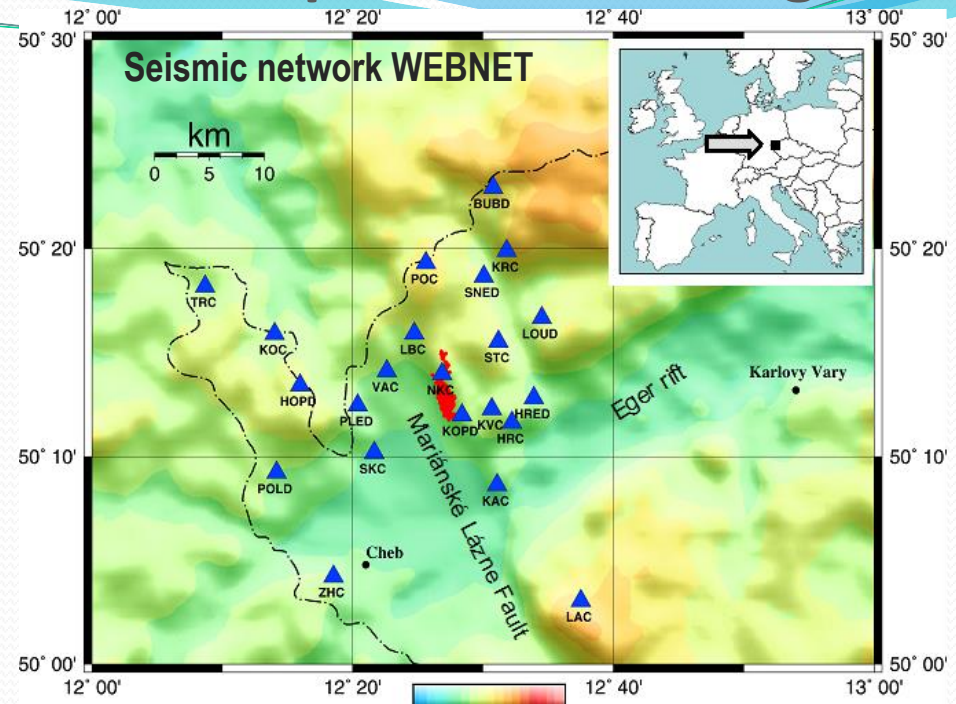 12° 00'
12° 40'
13° 00'
50° 30'
50° 30'
Seismic network WEBNET
km
0 5 10
BUBD
50° 20'
50° 20'
KRC
POC
SNED
TRC
LOUD
KOC
LBC
STC
VAC
NKC
Karlovy Vary
HOPD
PLED
HRED
KOPD
KVC
HRC
Eger rift
Mariánské Lázne Fault
50° 10'
50° 10'
SKC
POLD
KAC
Cheb
ZHC
LAC
50° 00'
50° 00'
12° 00'
12° 20'
12° 40'
13° 00'